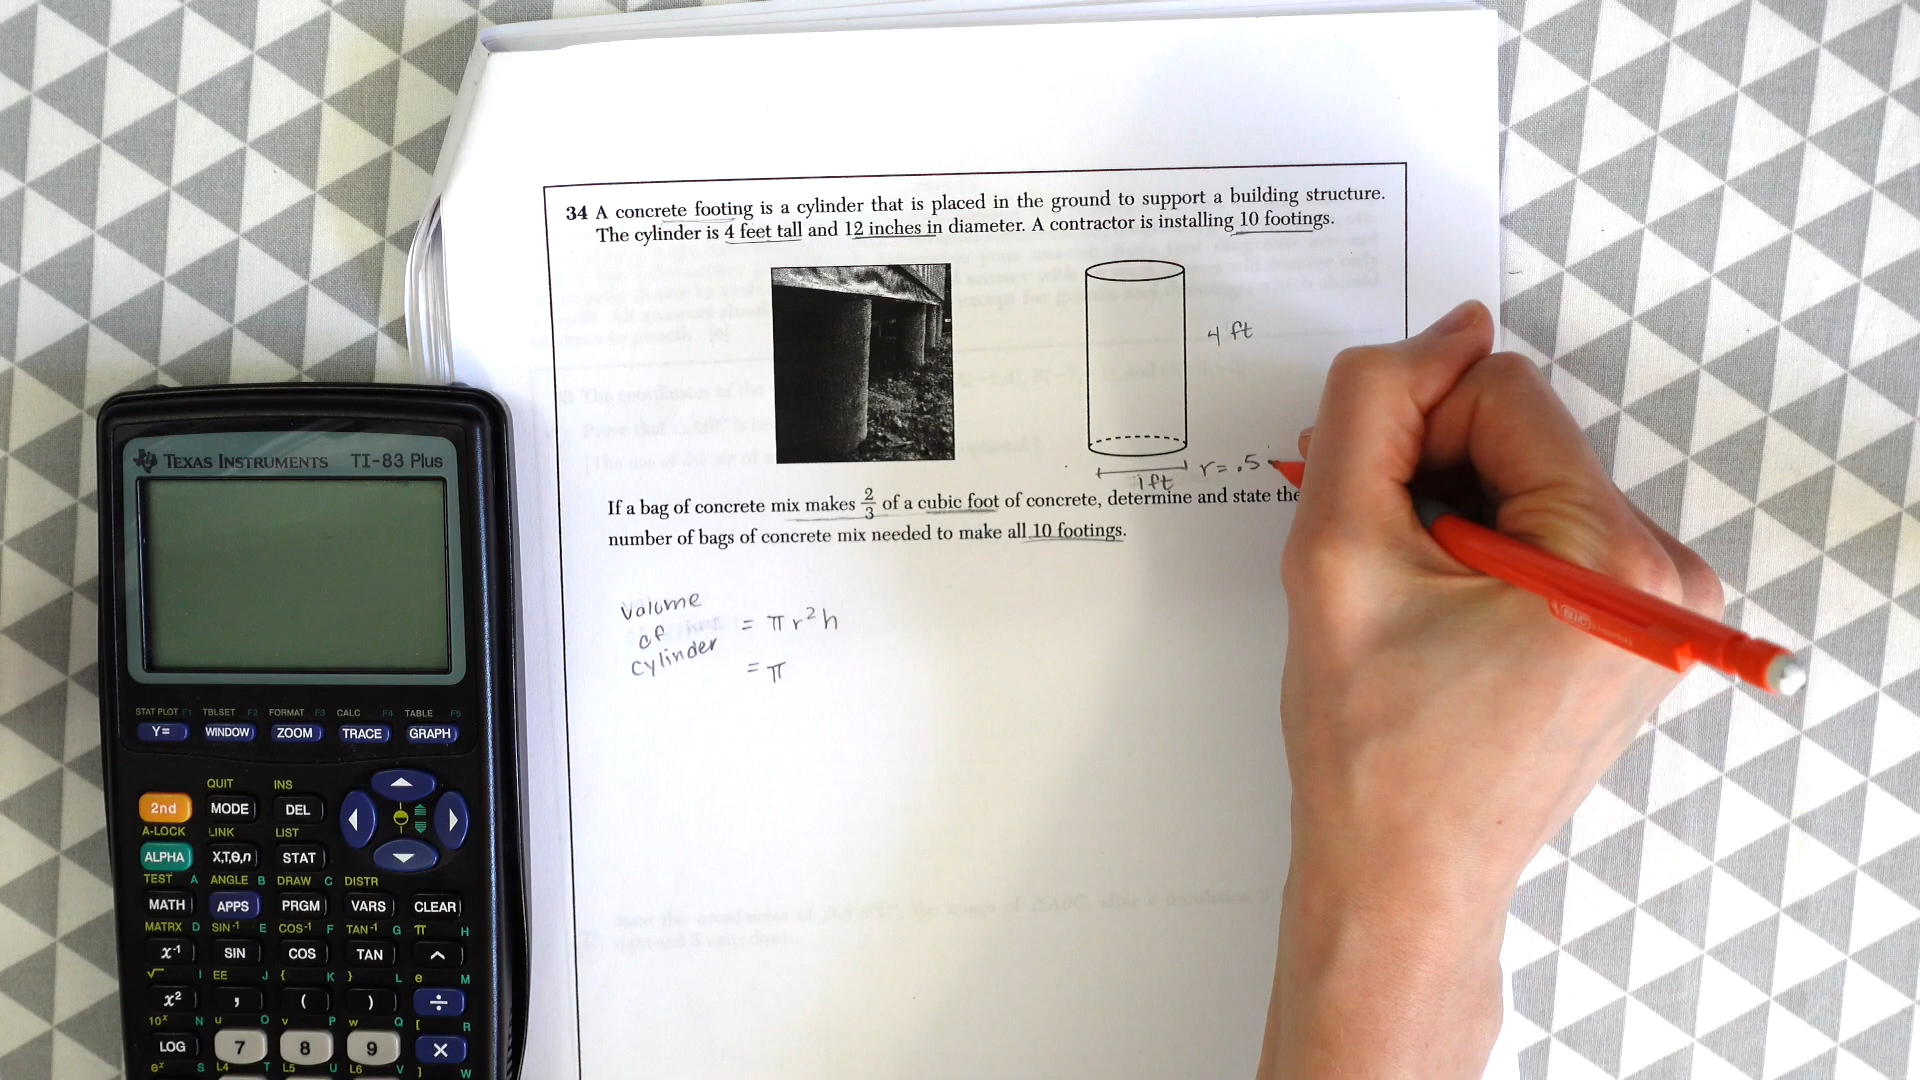 34 A concrete footing is a cylinder that is placed in the ground to support a building structure.
The cylinder is 4 feet tall and 12 inches in diameter. A contractor is installing 10 footings.
4 ft
r = .5
1ft
If a bag of concrete mix makes 2/3 of a cubic foot of concrete, determine and state the
number of bags of concrete mix needed to make all 10 footings.
Volume
of
cylinder
= π r² h
= π
TEXAS INSTRUMENTS TI-83 Plus
STAT PLOT F1 TBLSET F2 FORMAT F3 CALC F4 TABLE F5
Y= WINDOW ZOOM TRACE GRAPH
QUIT INS
2nd MODE DEL
A-LOCK LINK LIST
ALPHA X,T,θ,n STAT
TEST A ANGLE B DRAW C DISTR
MATH APPS PRGM VARS CLEAR
MATRX D SIN⁻¹ E COS⁻¹ F TAN⁻¹ G π H
x⁻¹ SIN COS TAN ^
√ I EE J { K } L e M
x² , ( ) ÷
10ˣ N u O v P w Q [ R
LOG 7 8 9 ×
eˣ S L4 T L5 U L6 V ] W